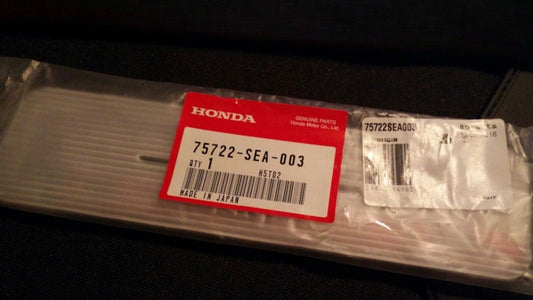 HONDA
GENUINE PARTS
Honda Motor Co., Ltd.
75722-SEA-003
QTY 1
H5T02
MADE IN JAPAN
75722SEA003